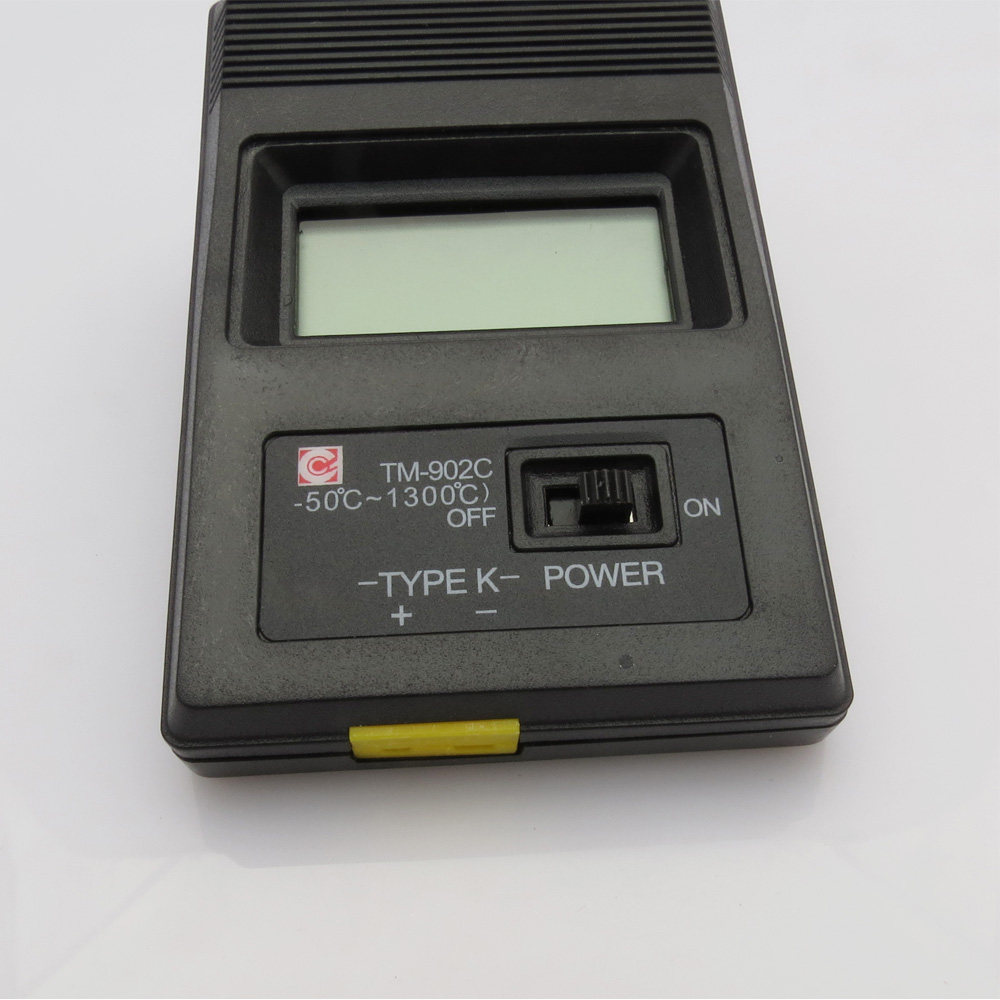 TM-902C
-50℃~1300℃)
OFF
ON
-TYPE K-
POWER
+ -